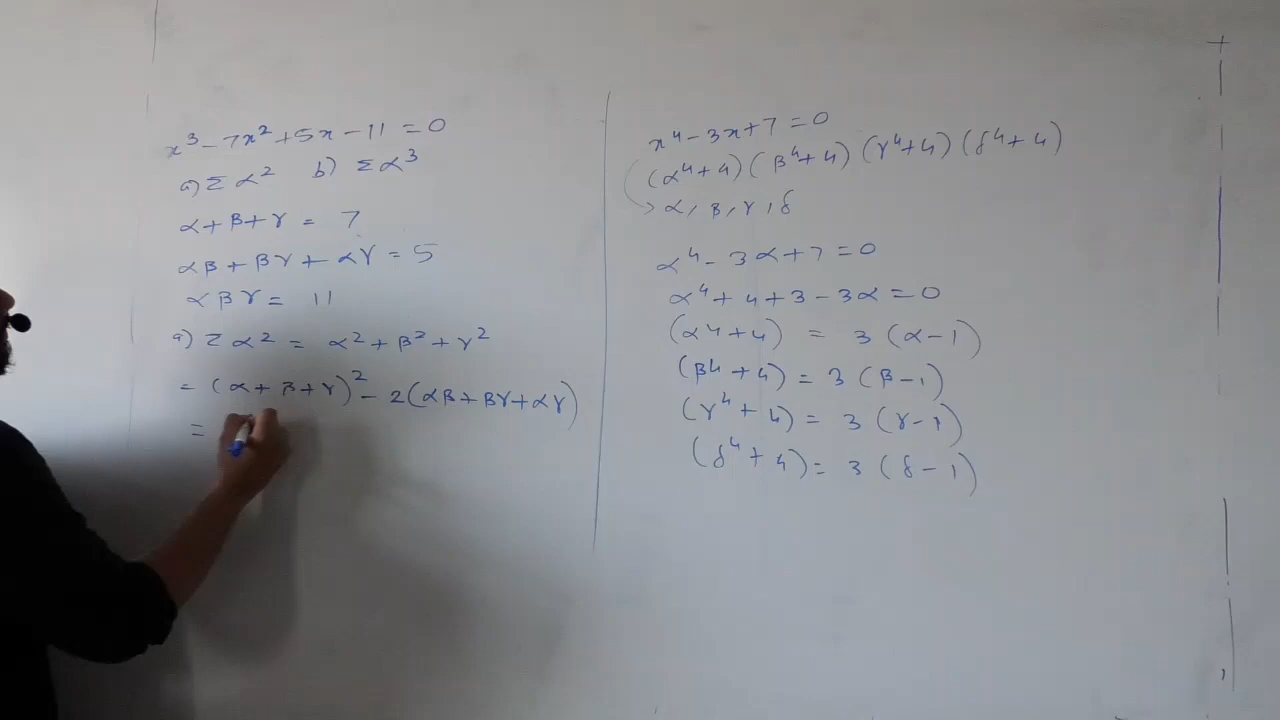 x³ - 7x² + 5x - 11 = 0
a) Σ α² b) Σ α³
α + β + γ = 7
αβ + βγ + αγ = 5
αβγ = 11
a) Σ α² = α² + β² + γ²
= (α + β + γ)² - 2(αβ + βγ + αγ)
=
x⁴ - 3x + 7 = 0
(α⁴ + 4) (β⁴ + 4) (γ⁴ + 4) (δ⁴ + 4)
α, β, γ, δ
α⁴ - 3α + 7 = 0
α⁴ + 4 + 3 - 3α = 0
(α⁴ + 4) = 3 (α - 1)
(β⁴ + 4) = 3 (β - 1)
(γ⁴ + 4) = 3 (γ - 1)
(δ⁴ + 4) = 3 (δ - 1)